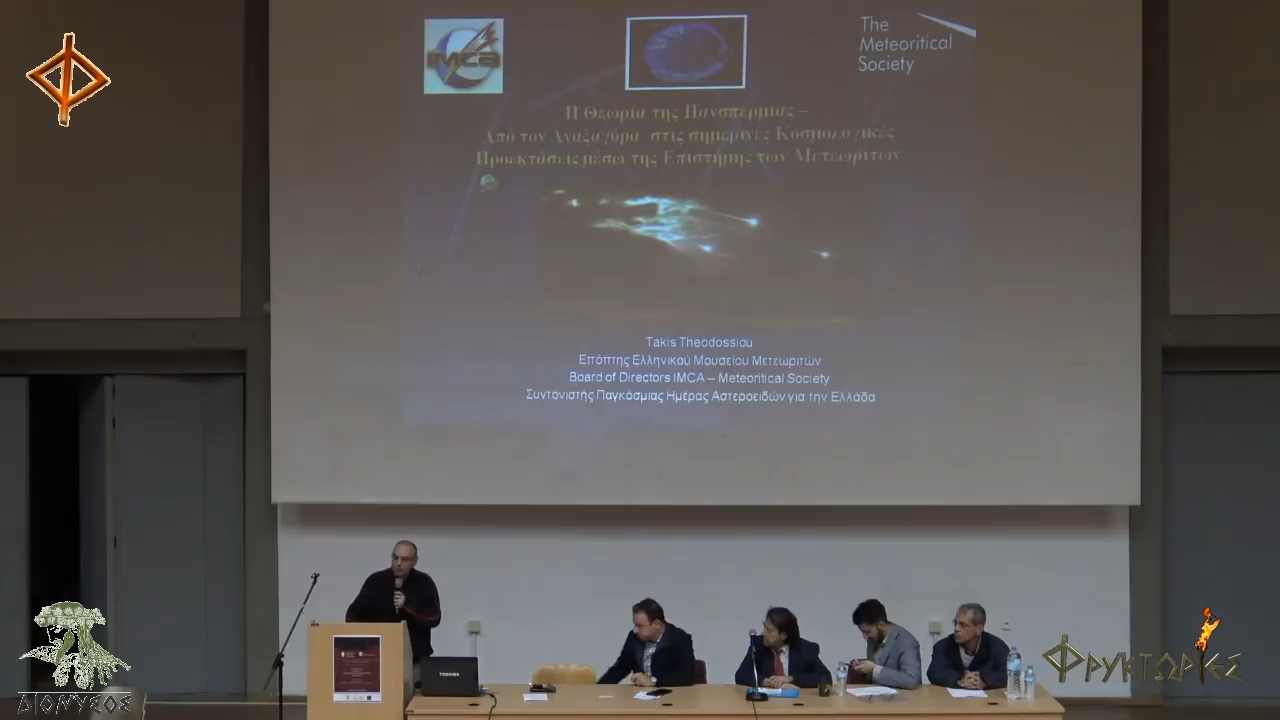 IMCA
The
Meteoritical
Society
Η Θεωρία της Πανσπερμίας –
Από τον Αναξαγόρα στις σημερινές Κοσμολογικές
Προεκτάσεις μέσω της Επιστήμης των Μετεωριτών
Takis Theodossiou
Επόπτης Ελληνικού Μουσείου Μετεωριτών
Board of Directors IMCA – Meteoritical Society
Συντονιστής Παγκόσμιας Ημέρας Αστεροειδών για την Ελλάδα
TOSHIBA
ΔΙΟΝΥΣΟΣ
ΦΡΥΚΤΩΡΙΕΣ